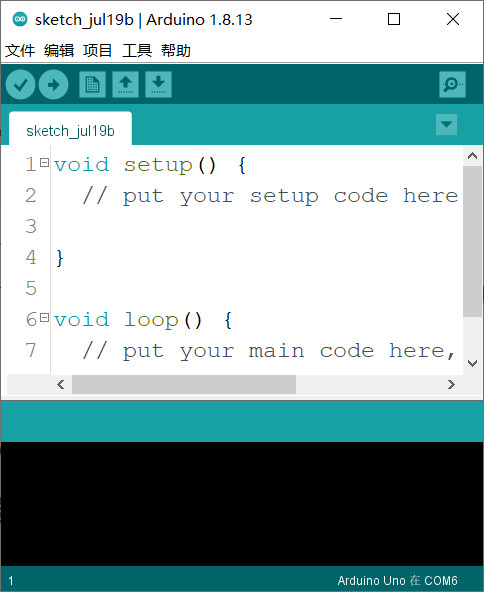 sketch_jul19b | Arduino 1.8.13
文件 编辑 项目 工具 帮助
sketch_jul19b
1 void setup() {
2 // put your setup code here
3
4 }
5
6 void loop() {
7 // put your main code here,
1 Arduino Uno 在 COM6